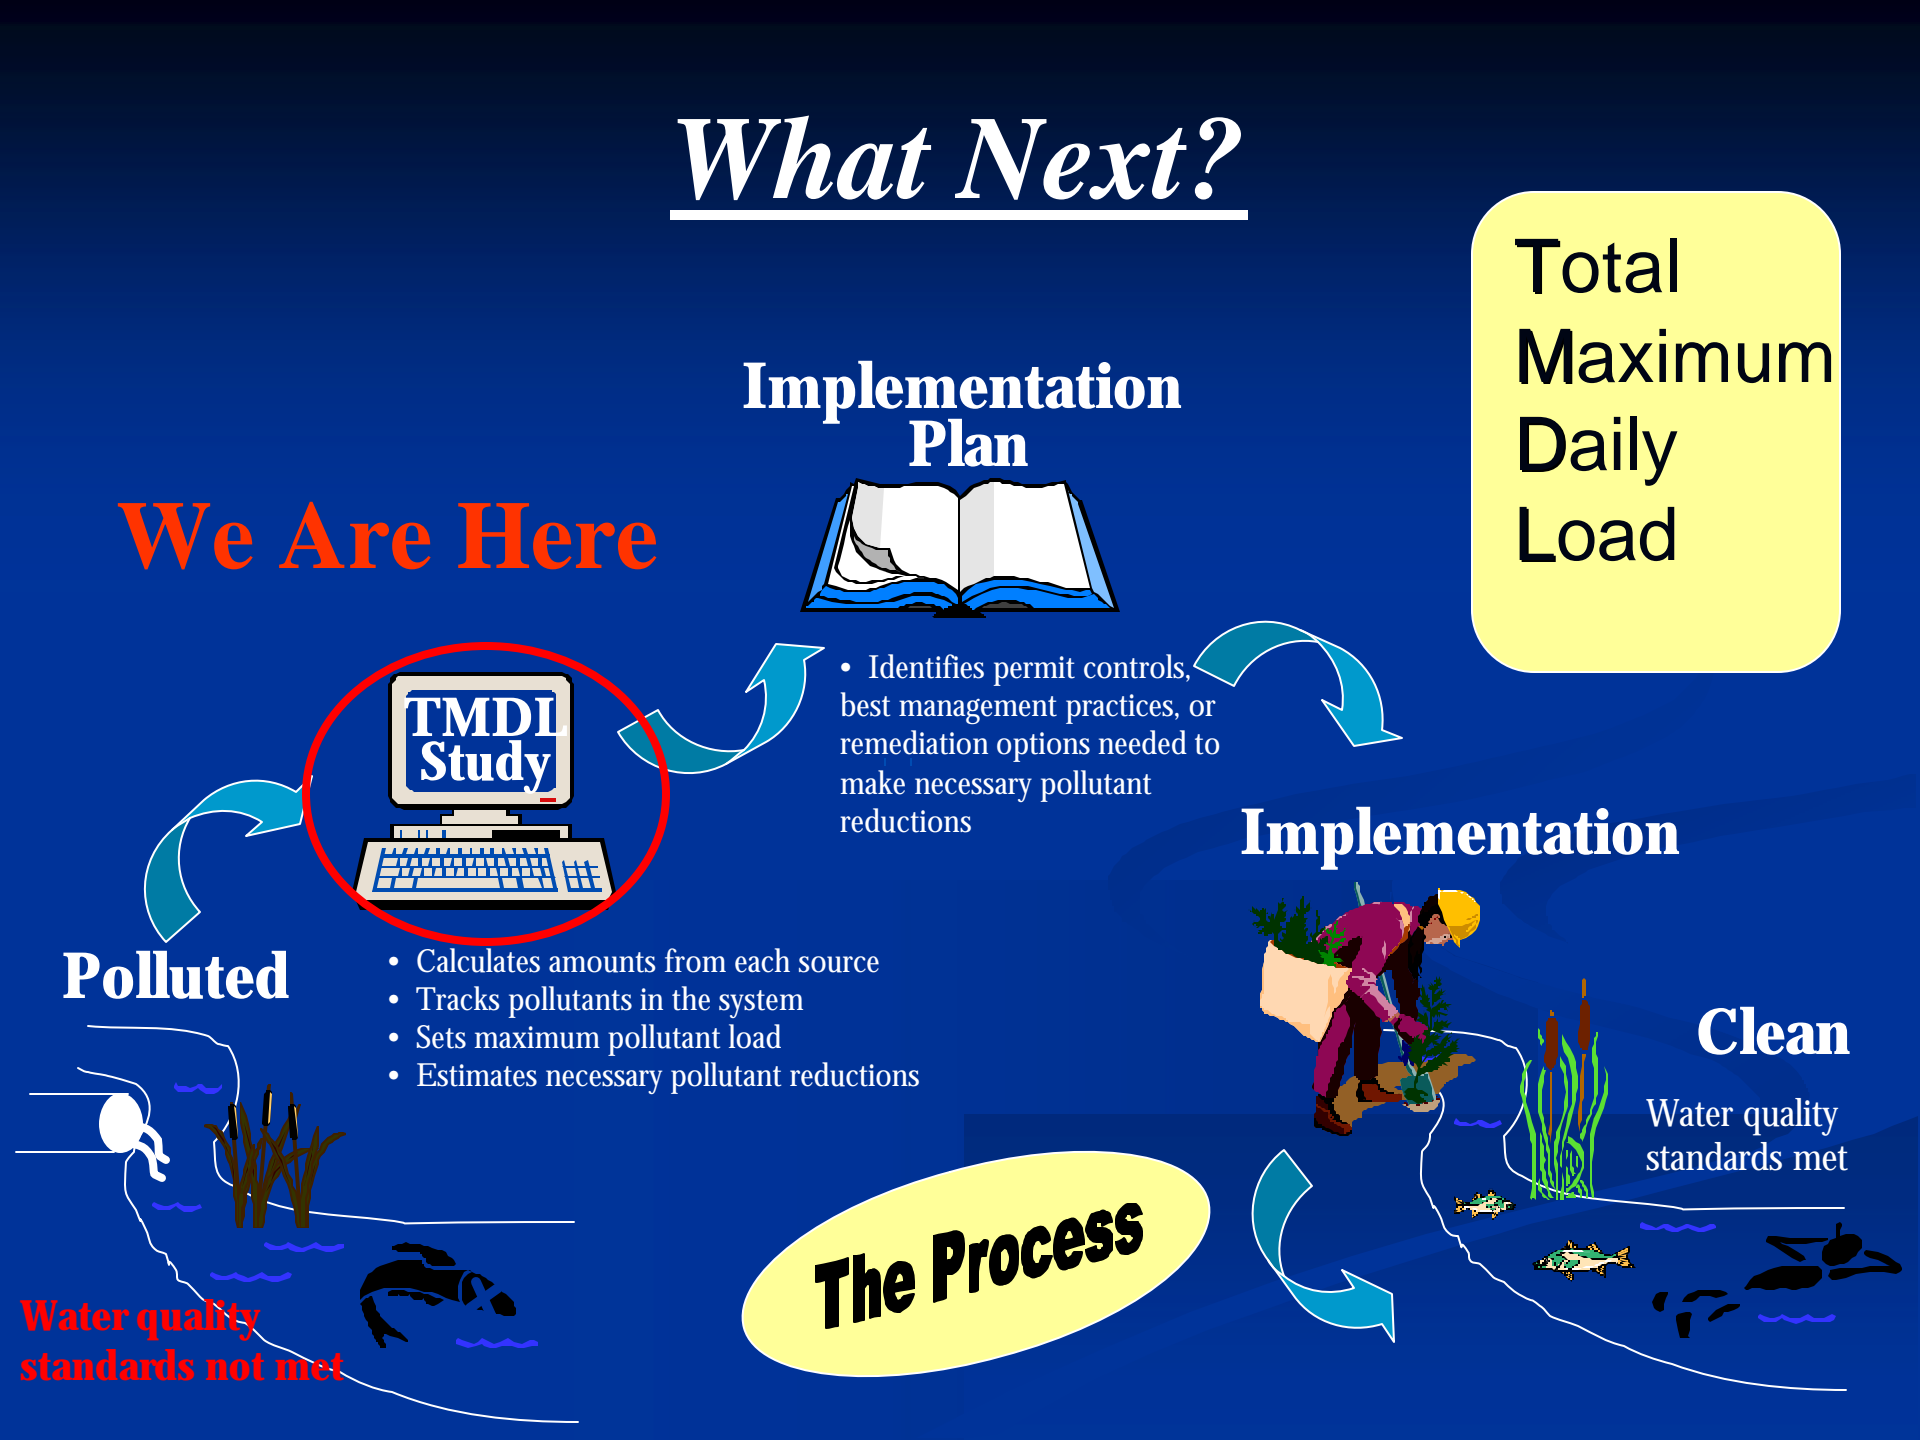 What Next?
Total
Maximum
Daily
Load
Implementation
Plan
We Are Here
TMDL
Study
• Identifies permit controls,
best management practices, or
remediation options needed to
make necessary pollutant
reductions
Implementation
Polluted
• Calculates amounts from each source
• Tracks pollutants in the system
• Sets maximum pollutant load
• Estimates necessary pollutant reductions
Clean
Water quality
standards met
The Process
Water quality
standards not met